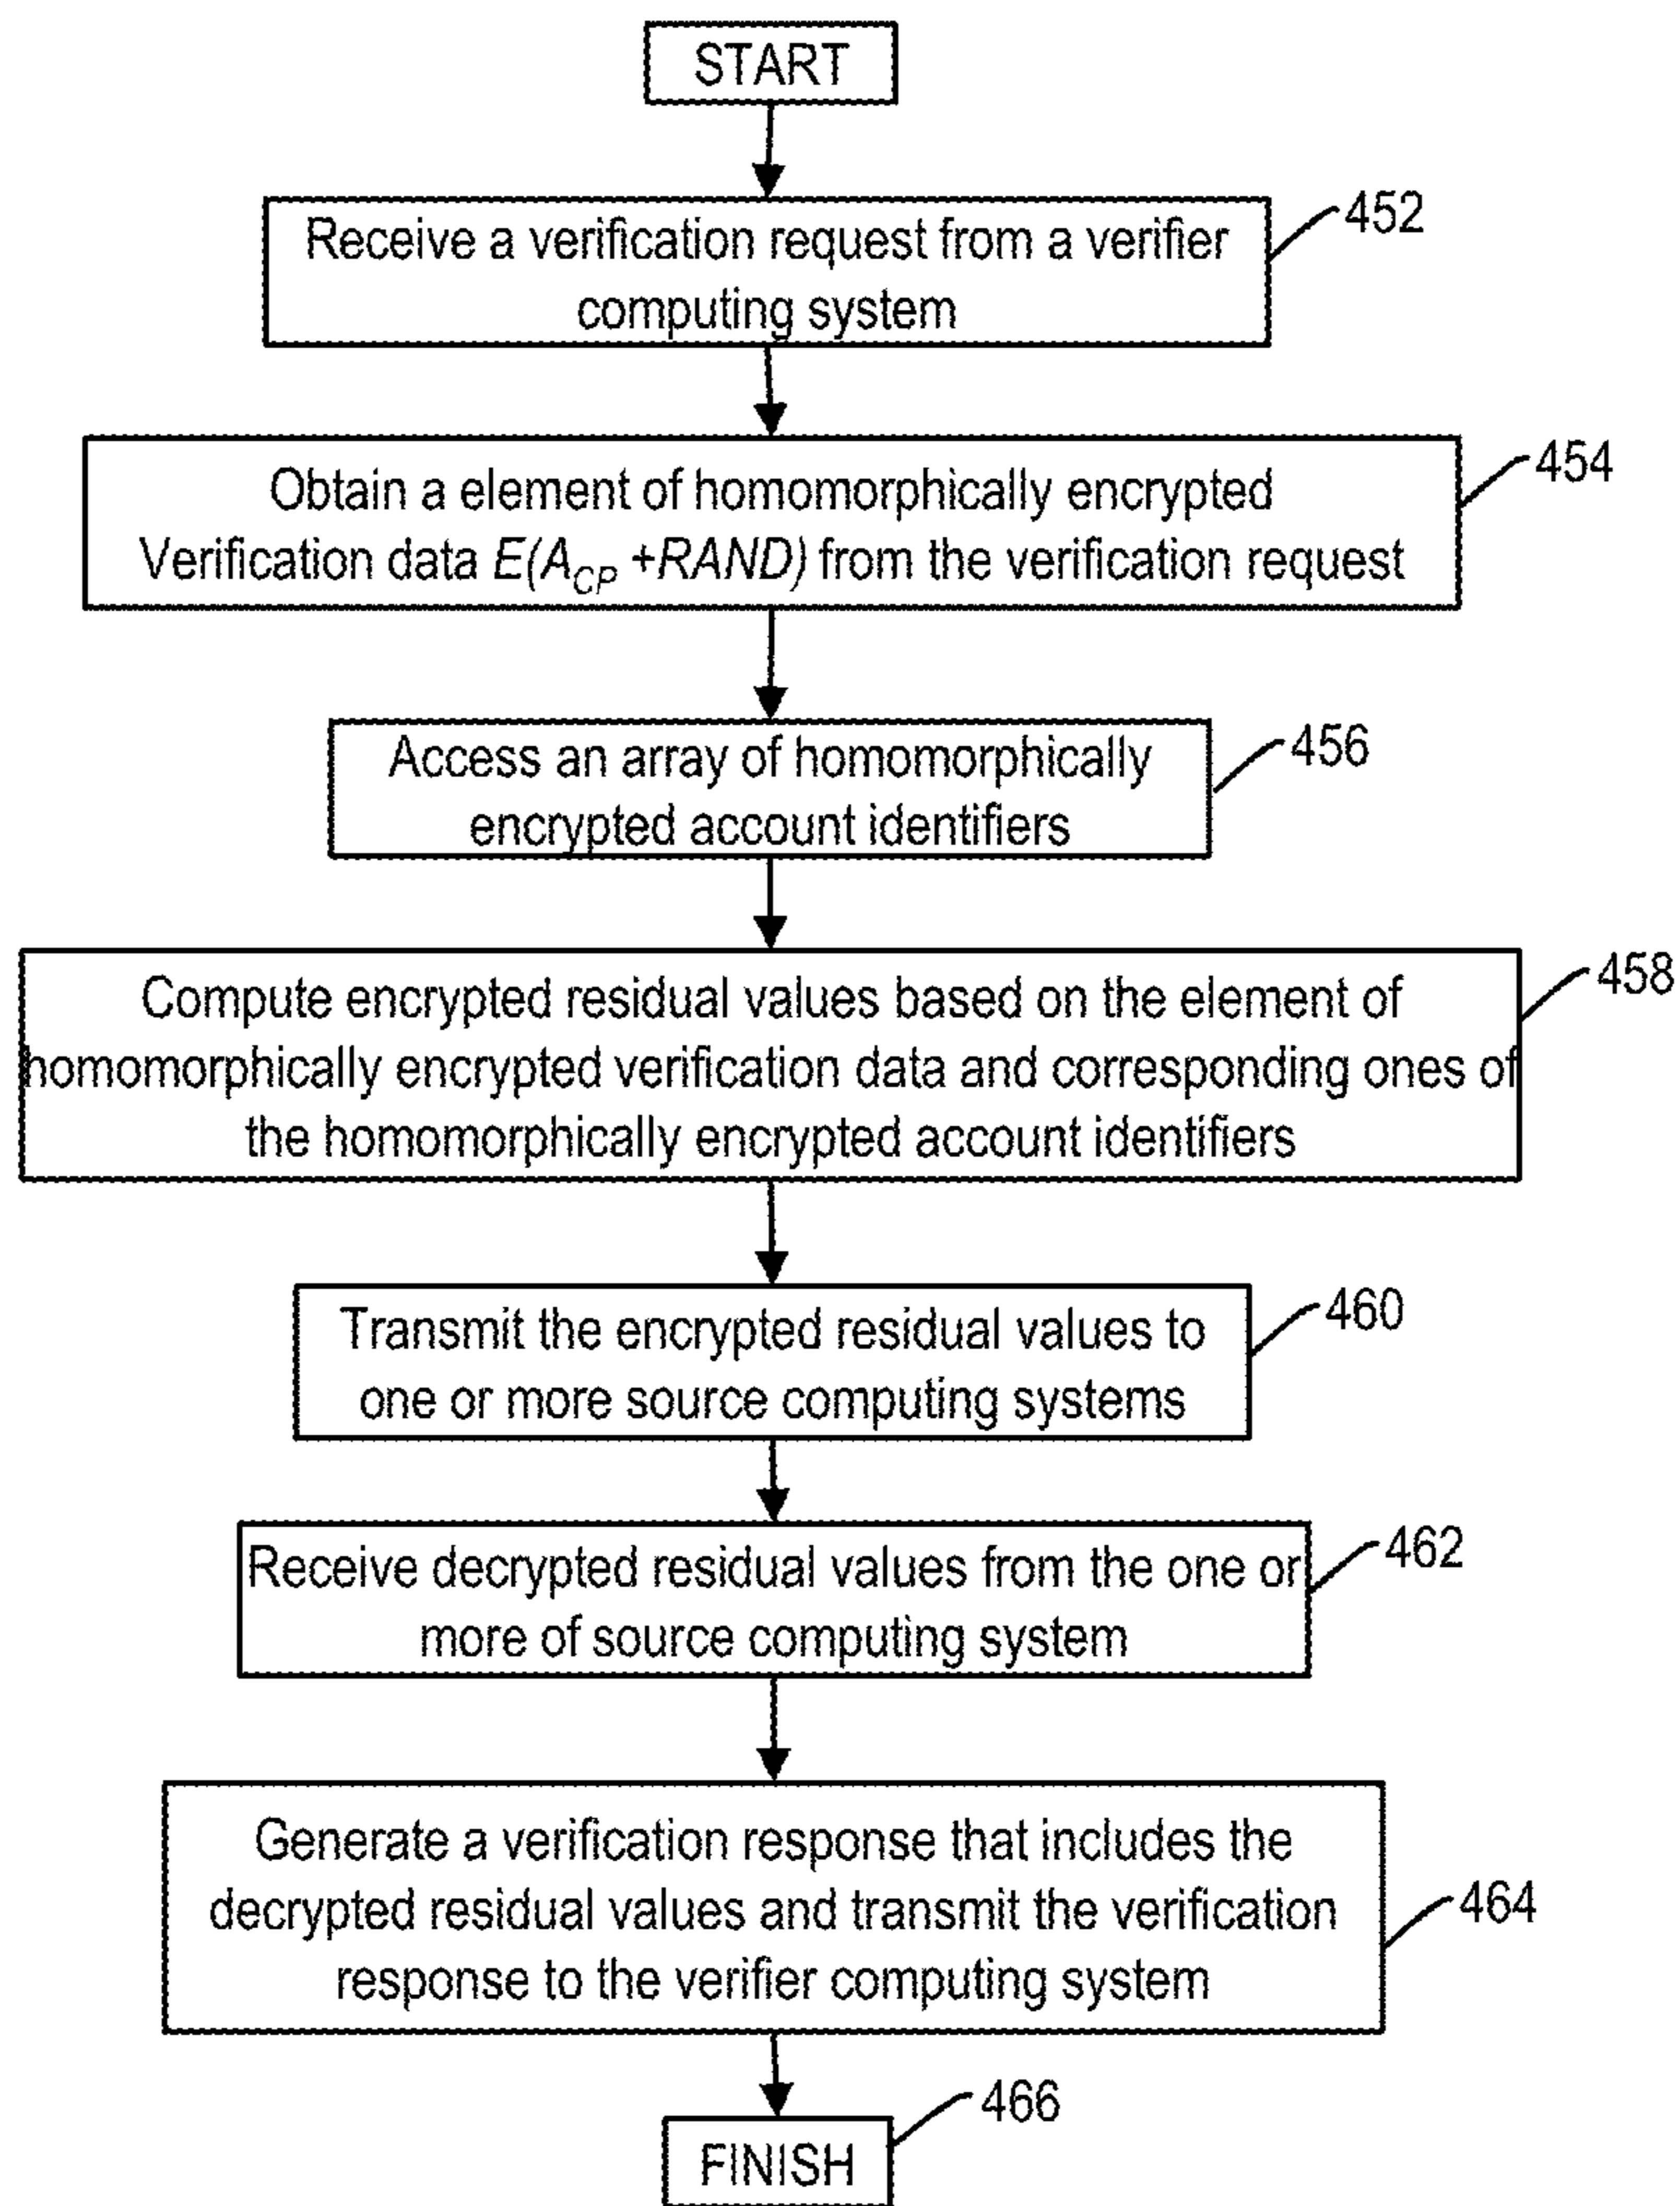 START
Receive a verification request from a verifier
computing system
452
Obtain a element of homomorphically encrypted
Verification data E(A_CP +RAND) from the verification request
454
Access an array of homomorphically
encrypted account identifiers
456
Compute encrypted residual values based on the element of
homomorphically encrypted verification data and corresponding ones of
the homomorphically encrypted account identifiers
458
Transmit the encrypted residual values to
one or more source computing systems
460
Receive decrypted residual values from the one or
more of source computing system
462
Generate a verification response that includes the
decrypted residual values and transmit the verification
response to the verifier computing system
464
FINISH
466